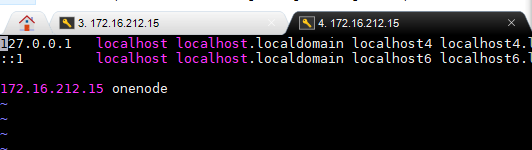 3. 172.16.212.15
4. 172.16.212.15
127.0.0.1 localhost localhost.localdomain localhost4 localhost4.
::1 localhost localhost.localdomain localhost6 localhost6.
172.16.212.15 onenode
~
~
~
~